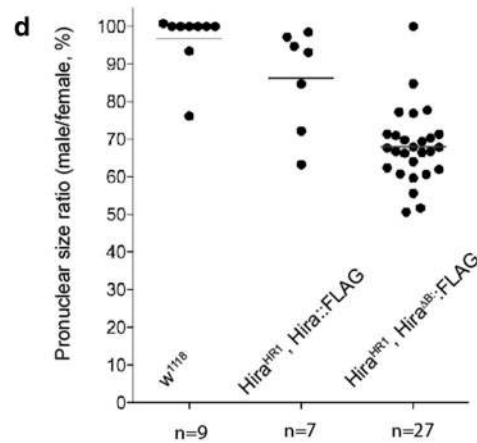 d
Pronuclear size ratio (male/female, %)
100
90
80
70
60
50
40
30
20
10
0
w¹¹¹⁸
Hiraᴴᴿ¹, Hira::FLAG
Hiraᴴᴿ¹, Hiraᐃᴮ::FLAG
n=9
n=7
n=27